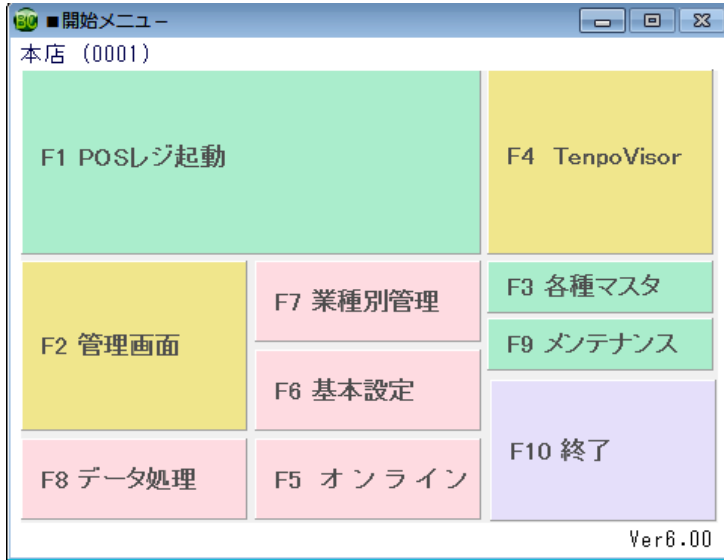 ■開始メニュー
本店 (0001)
F1 POSレジ起動
F4 TenpoVisor
F2 管理画面
F7 業種別管理
F3 各種マスタ
F9 メンテナンス
F6 基本設定
F10 終了
F8 データ処理
F5 オンライン
Ver6.00